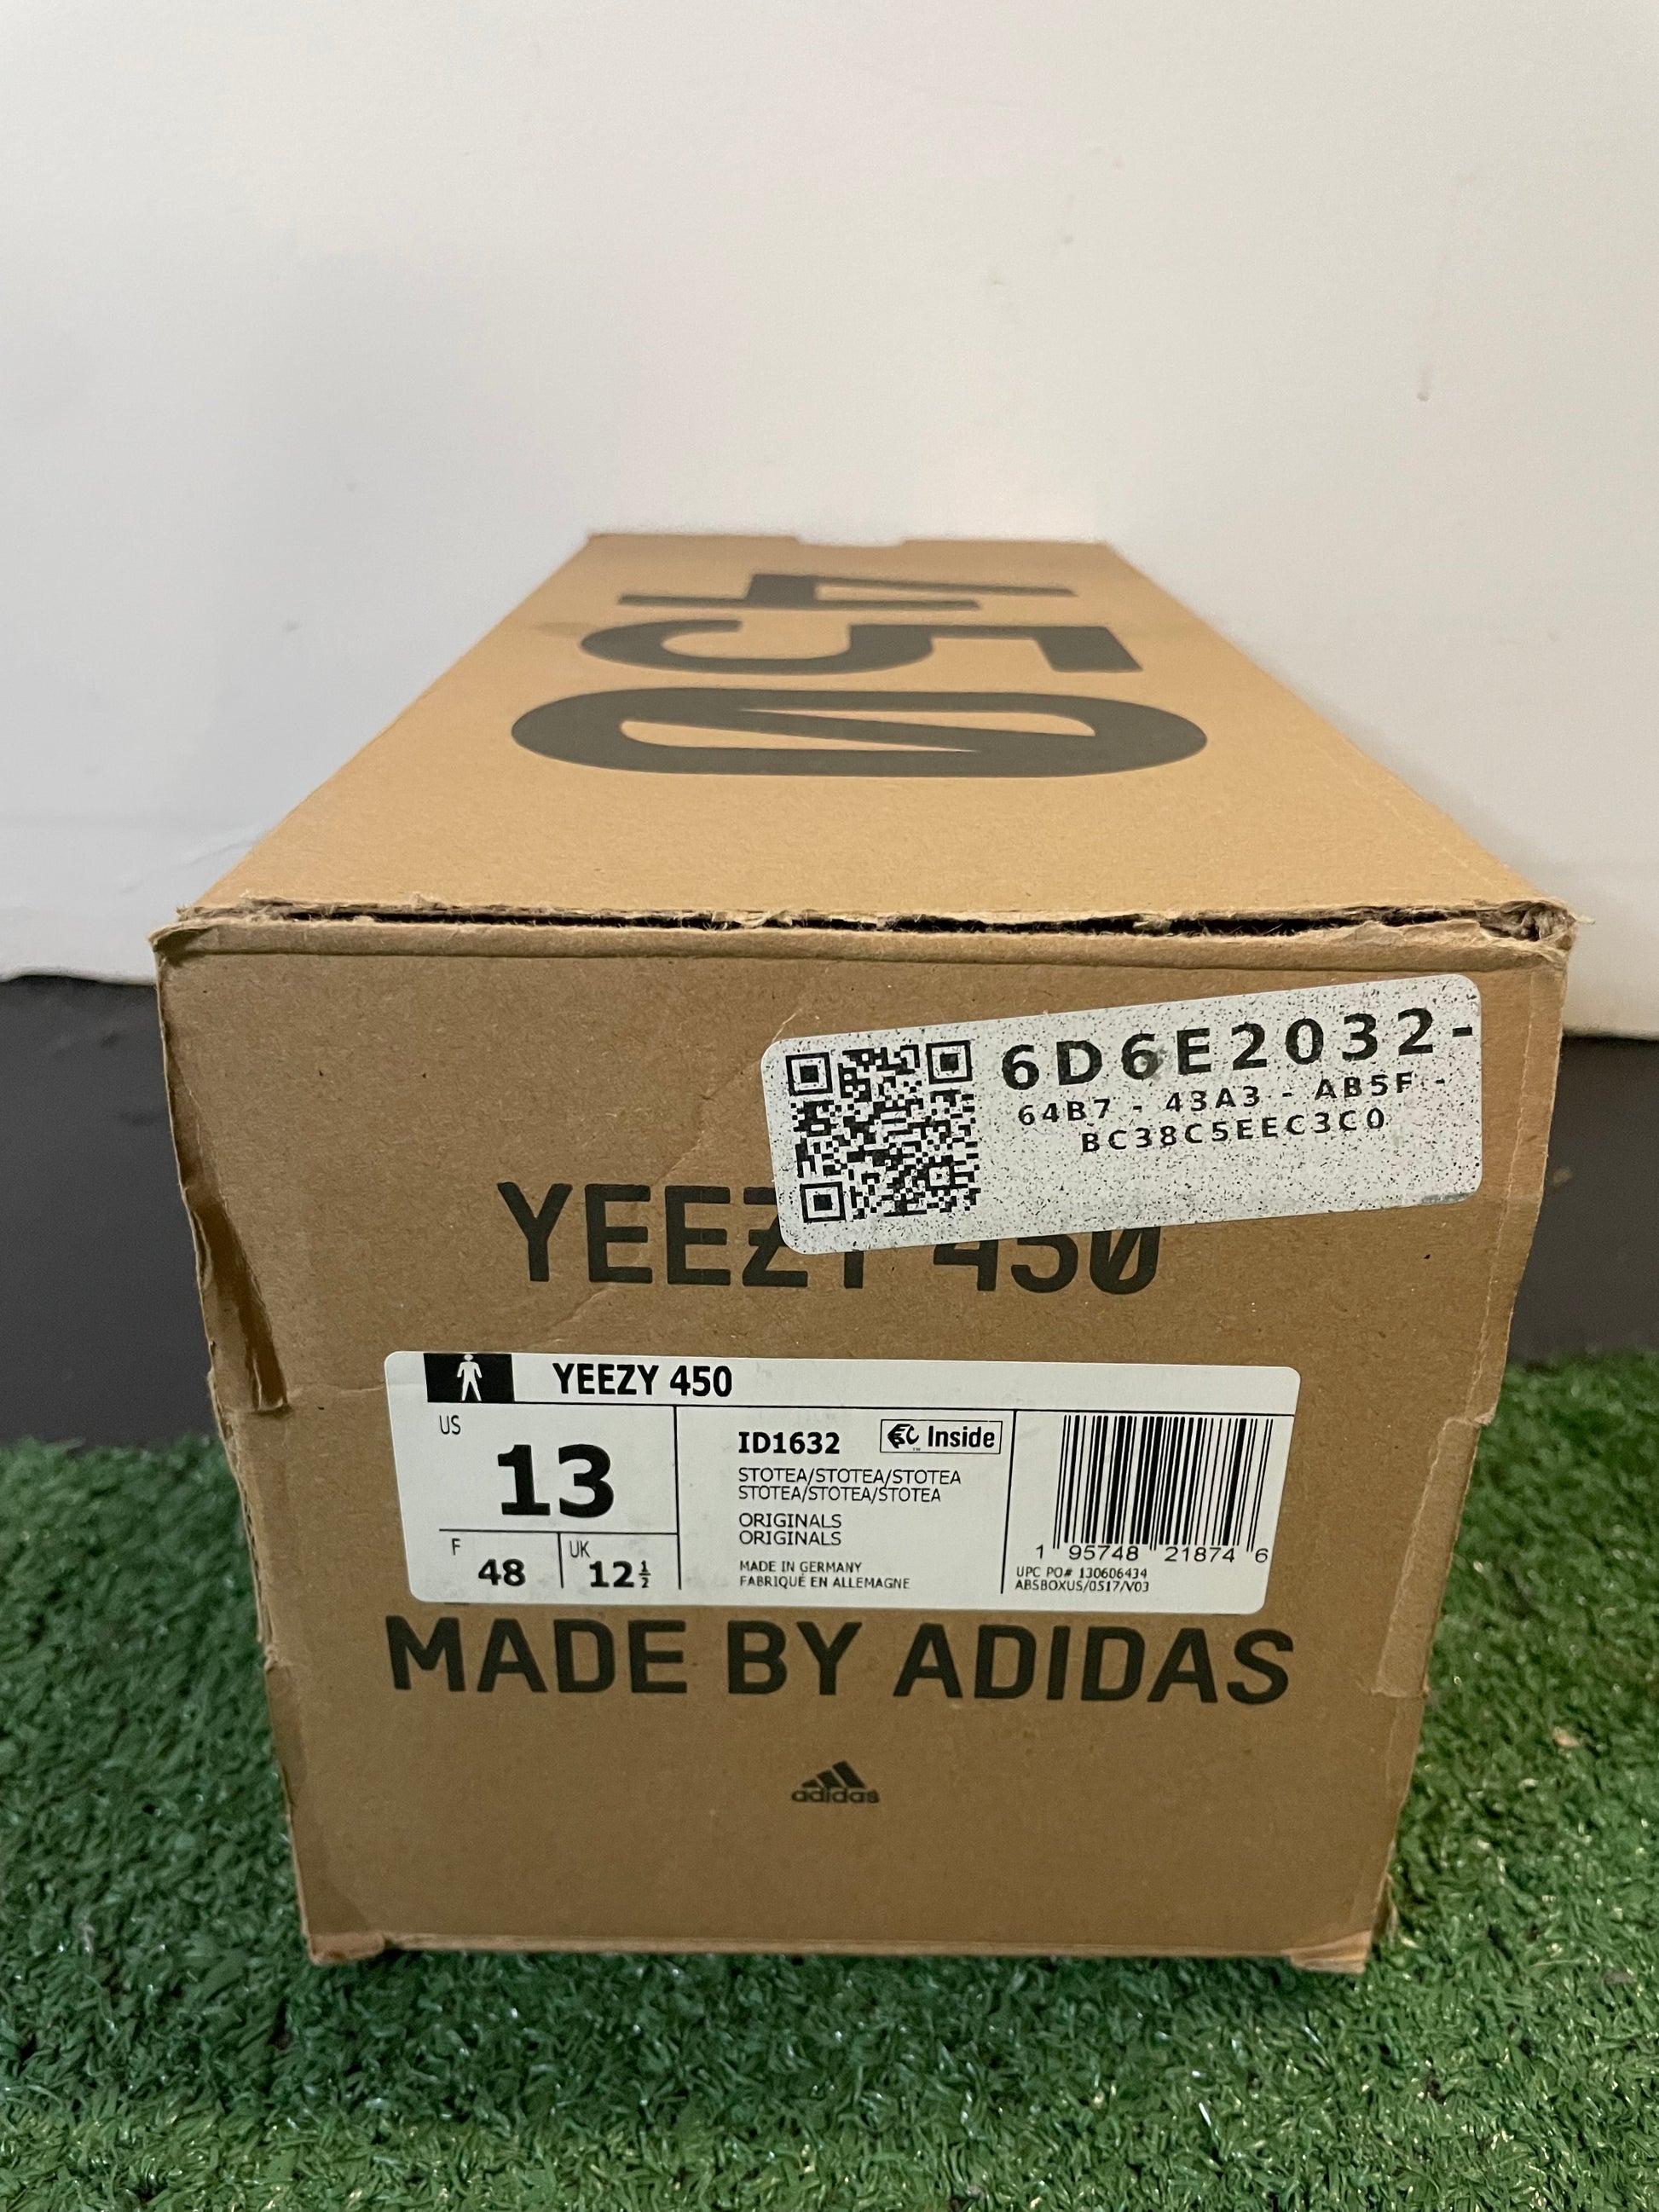 450
6D6E2032-
64B7 - 43A3 - AB5F -
BC38C5EEC3C0
YEEZY 450
YEEZY 450
US
13
F
48
UK
12½
ID1632
Inside
STOTEA/STOTEA/STOTEA
STOTEA/STOTEA/STOTEA
ORIGINALS
ORIGINALS
MADE IN GERMANY
FABRIQUÉ EN ALLEMAGNE
1 95748 21874 6
UPC PO# 130606434
ABSBOXUS/0517/V03
MADE BY ADIDAS
adidas